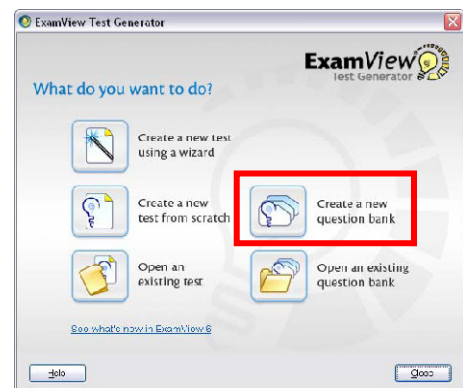 ExamView Test Generator
ExamView
Test Generator
What do you want to do?
Create a new test
using a wizard
Create a new
test from scratch
Create a new
question bank
Open an
existing test
Open an existing
question bank
See what's new in ExamView 6
Help
Close